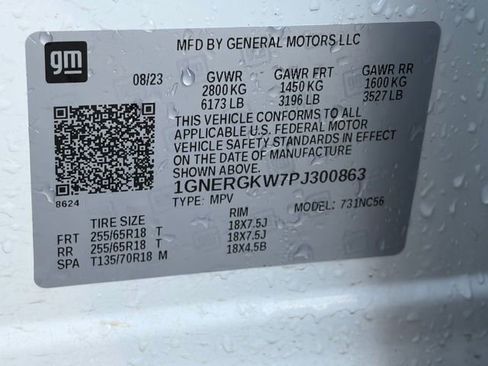 gm
MFD BY GENERAL MOTORS LLC
08/23 GVWR GAWR FRT GAWR RR
2800 KG 1450 KG 1600 KG
6173 LB 3196 LB 3527 LB
THIS VEHICLE CONFORMS TO ALL
APPLICABLE U.S. FEDERAL MOTOR
VEHICLE SAFETY STANDARDS IN EFFECT
ON THE DATE OF MANUFACTURE
SHOWN ABOVE.
1GNERGKW7PJ300863
8624
TYPE: MPV MODEL: 731NC56
TIRE SIZE RIM
FRT 255/65R18 T 18X7.5J
RR 255/65R18 T 18X7.5J
SPA T135/70R18 M 18X4.5B